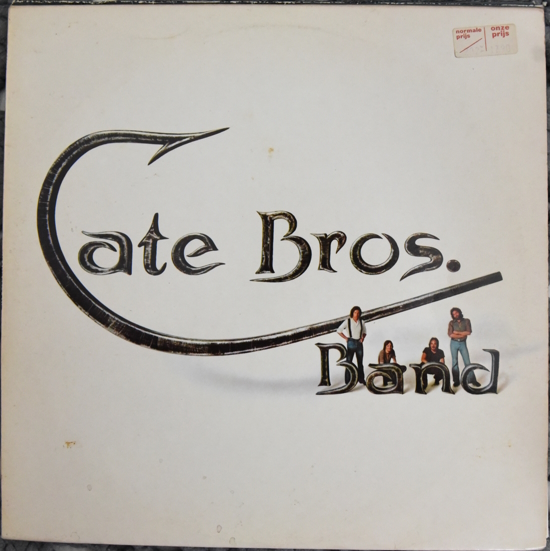 normale prijs
onze prijs
Cate Bros.
Band